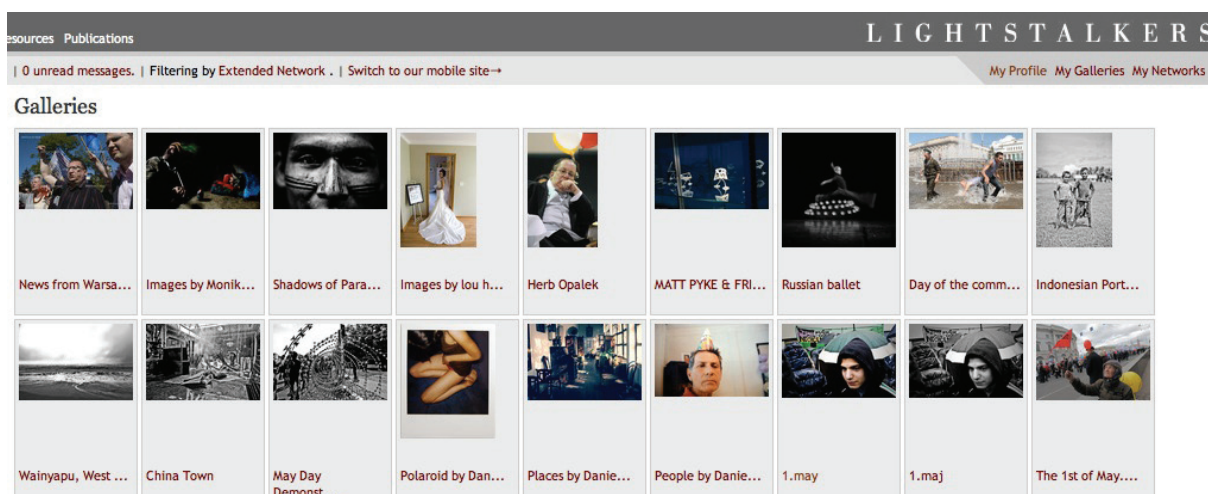 esources Publications
LIGHTSTALKERS
| 0 unread messages. | Filtering by Extended Network . | Switch to our mobile site→
My Profile My Galleries My Networks
Galleries
News from Warsa...
Images by Monik...
Shadows of Para...
Images by lou h...
Herb Opalek
MATT PYKE & FRI...
Russian ballet
Day of the comm...
Indonesian Port...
Wainyapu, West ...
China Town
May Day
Demonst
Polaroid by Dan...
Places by Danie...
People by Danie...
1.may
1.maj
The 1st of May....